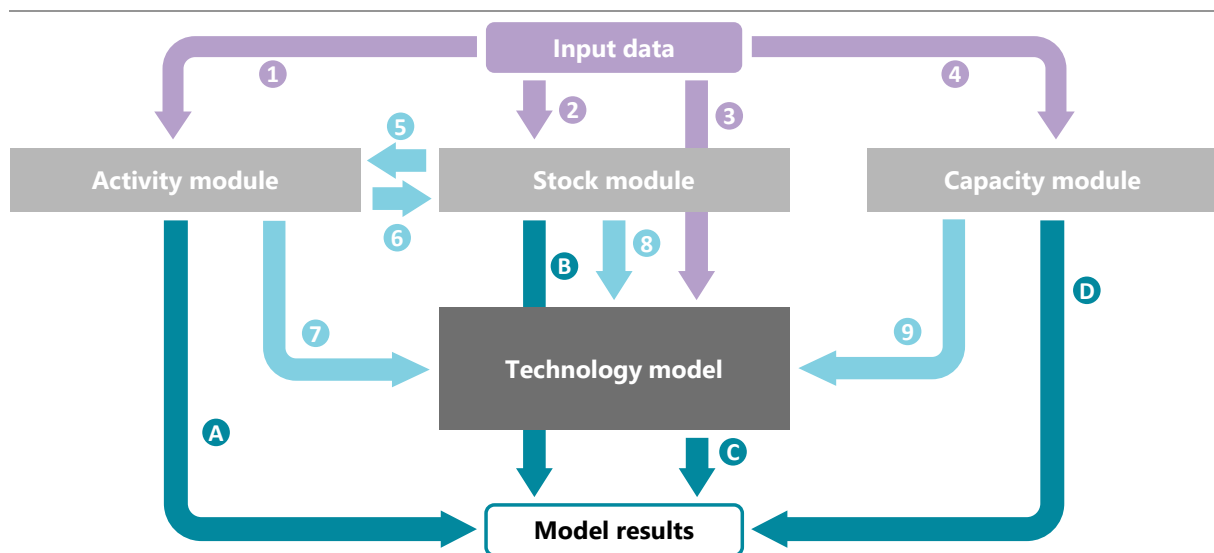 Input data
1
2
3
4
5
Activity module
Stock module
Capacity module
6
8
B
D
7
9
Technology model
A
C
Model results